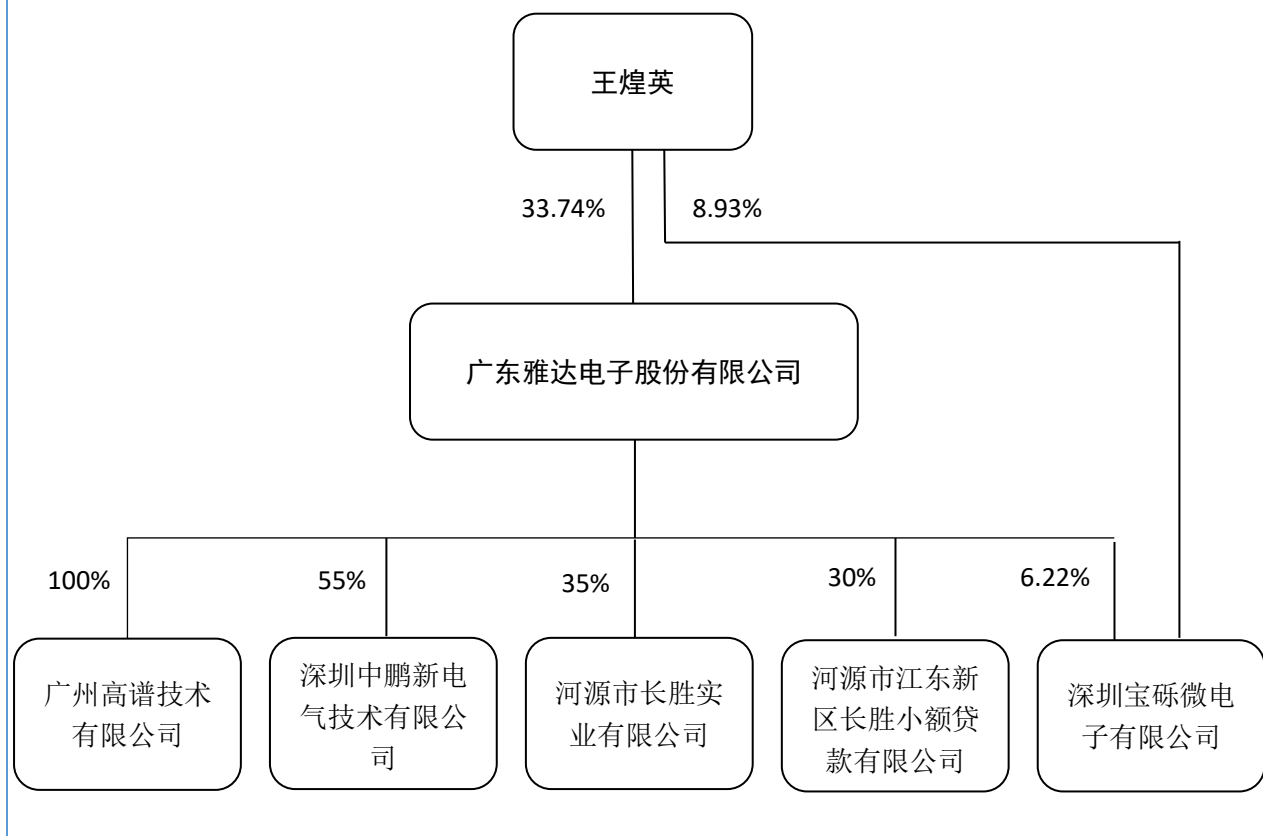 王煌英
33.74%
8.93%
广东雅达电子股份有限公司
100%
55%
35%
30%
6.22%
广州高谱技术
有限公司
深圳中鹏新电
气技术有限公
司
河源市长胜实
业有限公司
河源市江东新
区长胜小额贷
款有限公司
深圳宝砾微电
子有限公司